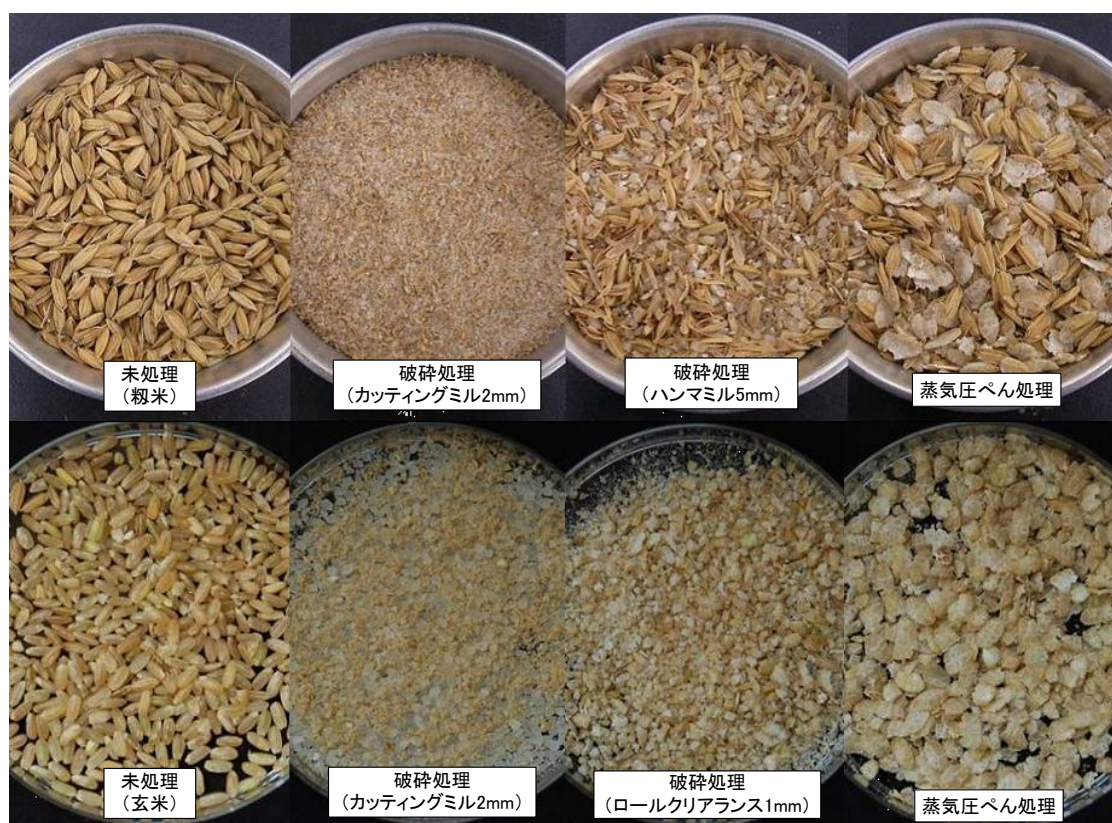 未処理
（籾米）
破砕処理
（カッティングミル2mm）
破砕処理
（ハンマミル5mm）
蒸気圧ぺん処理
未処理
（玄米）
破砕処理
（カッティングミル2mm）
破砕処理
（ロールクリアランス1mm）
蒸気圧ぺん処理